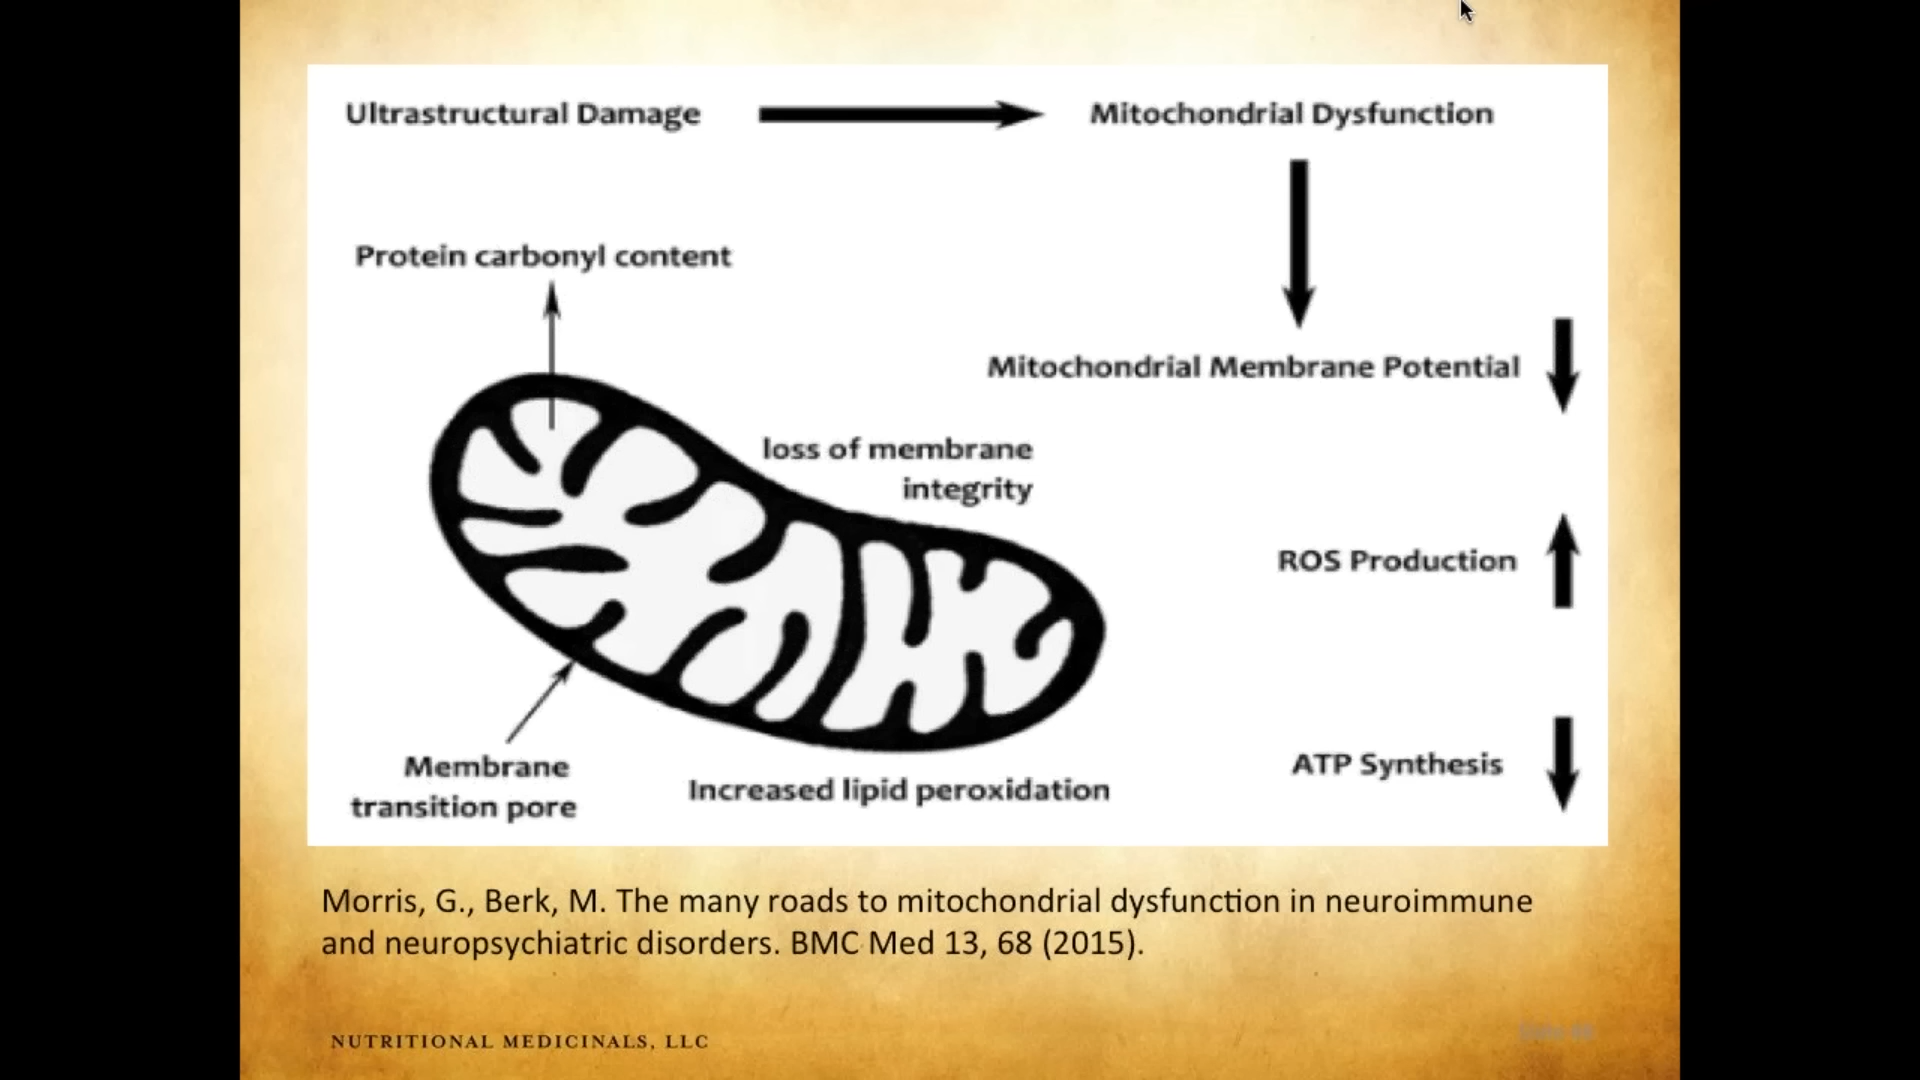 Ultrastructural Damage
Mitochondrial Dysfunction
Protein carbonyl content
Mitochondrial Membrane Potential
loss of membrane
integrity
ROS Production
ATP Synthesis
Membrane
transition pore
Increased lipid peroxidation
Morris, G., Berk, M. The many roads to mitochondrial dysfunction in neuroimmune
and neuropsychiatric disorders. BMC Med 13, 68 (2015).
NUTRITIONAL MEDICINALS, LLC